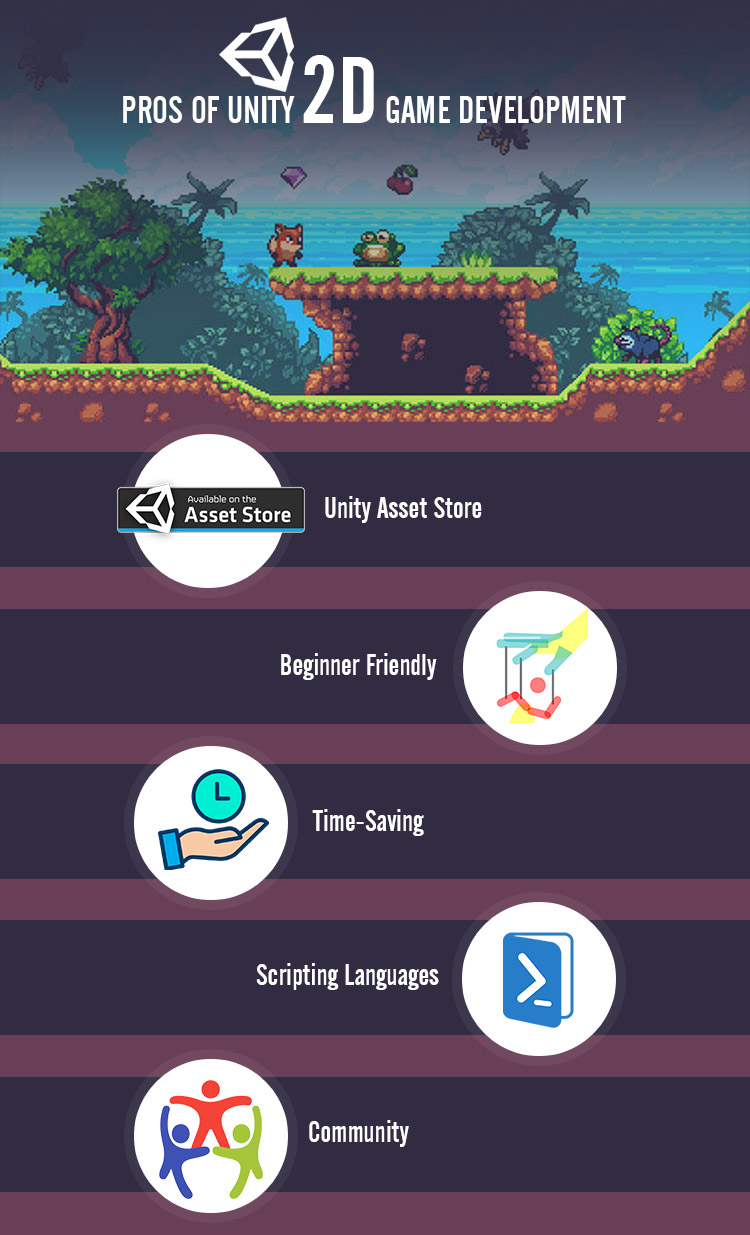 PROS OF UNITY 2D GAME DEVELOPMENT
Available on the
Asset Store
Unity Asset Store
Beginner Friendly
Time-Saving
Scripting Languages
Community